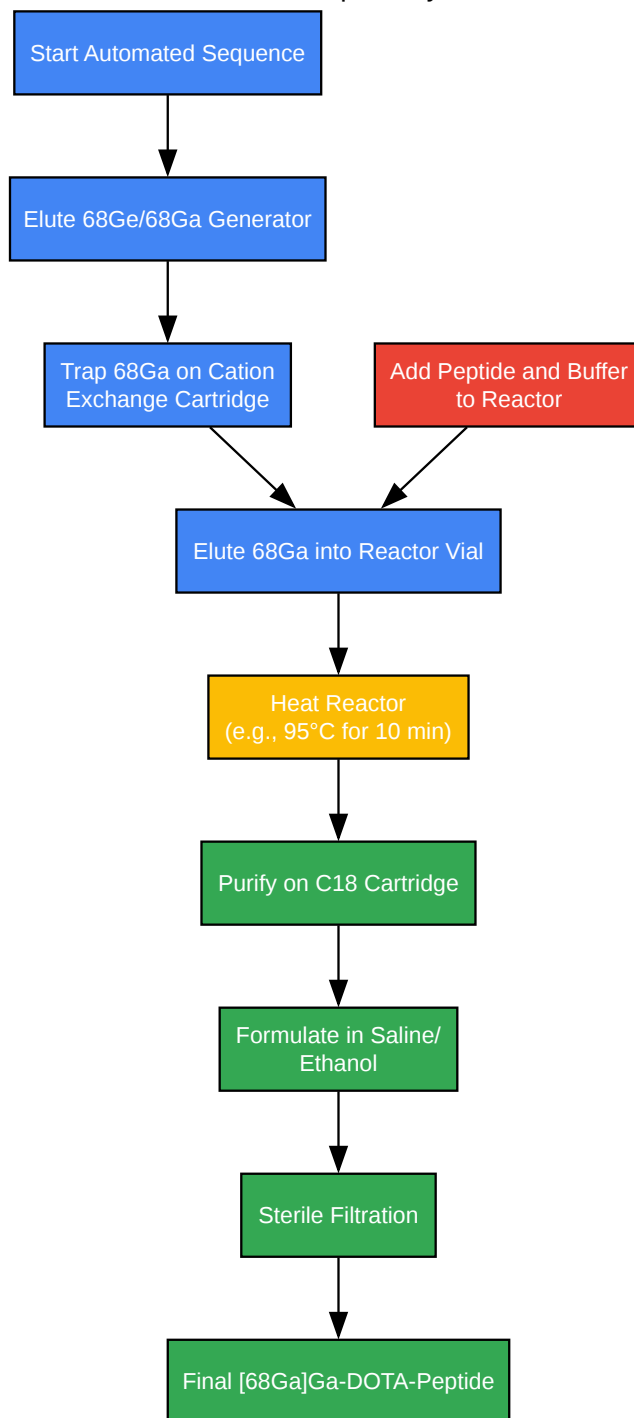 Start Automated Sequence
Elute 68Ge/68Ga Generator
Trap 68Ga on Cation
Exchange Cartridge
Add Peptide and Buffer
to Reactor
Elute 68Ga into Reactor Vial
Heat Reactor
(e.g., 95°C for 10 min)
Purify on C18 Cartridge
Formulate in Saline/
Ethanol
Sterile Filtration
Final [68Ga]Ga-DOTA-Peptide